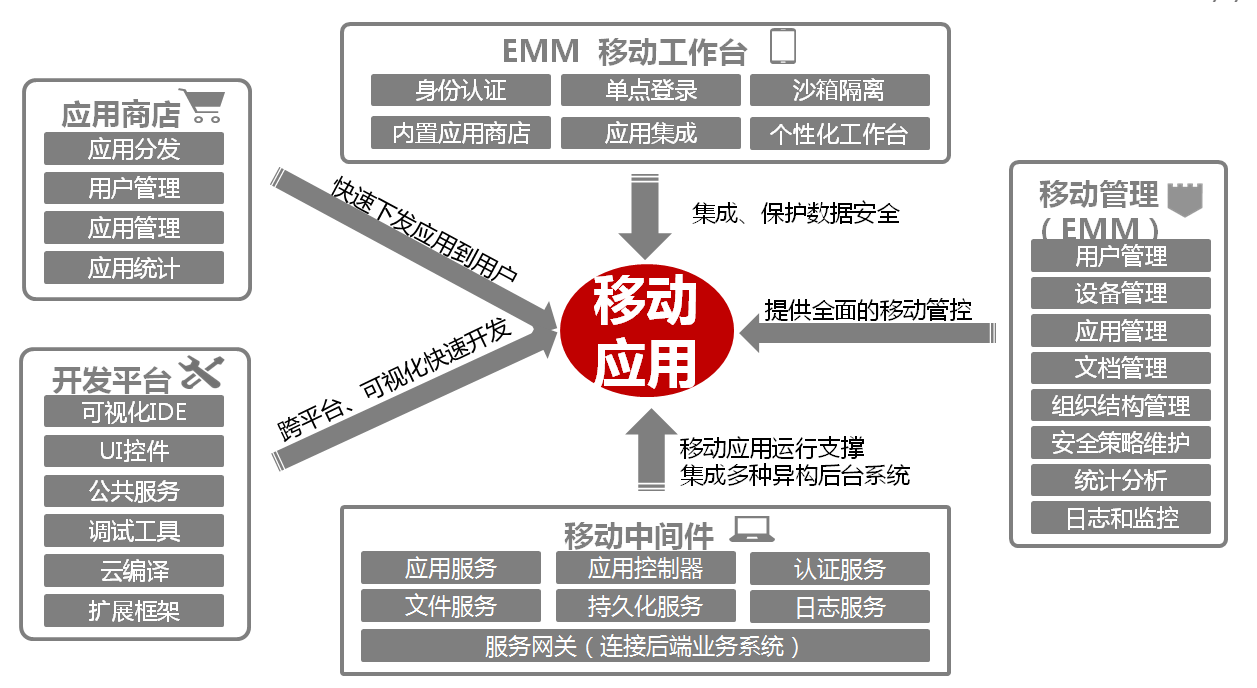 EMM 移动工作台
身份认证
单点登录
沙箱隔离
内置应用商店
应用集成
个性化工作台
应用商店
应用分发
用户管理
应用管理
应用统计
快速下发应用到用户
集成、保护数据安全
移动管理
（EMM）
用户管理
设备管理
应用管理
文档管理
组织结构管理
安全策略维护
统计分析
日志和监控
提供全面的移动管控
移动
应用
开发平台
可视化IDE
UI控件
公共服务
调试工具
云编译
扩展框架
跨平台、可视化快速开发
移动应用运行支撑
集成多种异构后台系统
移动中间件
应用服务
应用控制器
认证服务
文件服务
持久化服务
日志服务
服务网关（连接后端业务系统）